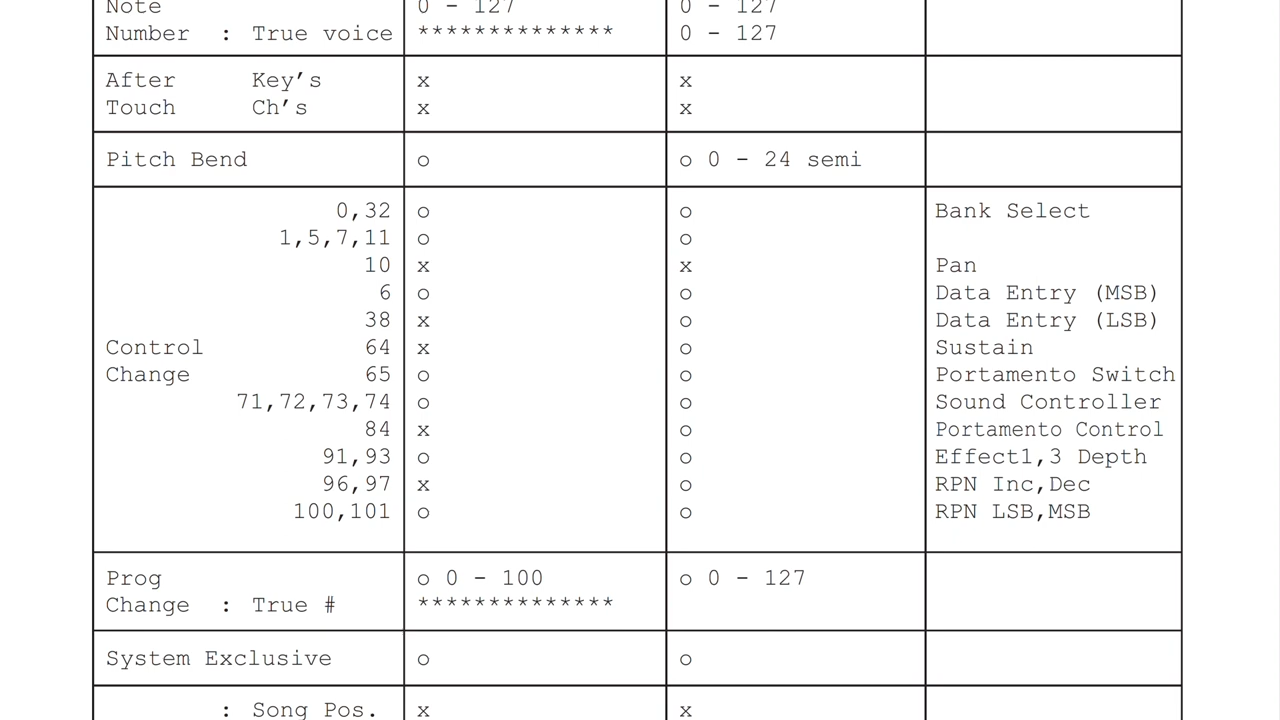 Note 0 - 127 0 - 127
Number : True voice ************** 0 - 127
After Key's x x
Touch Ch's x x
Pitch Bend o o 0 - 24 semi
0,32 o o Bank Select
1,5,7,11 o o
10 x x Pan
6 o o Data Entry (MSB)
38 x o Data Entry (LSB)
Control 64 x o Sustain
Change 65 o o Portamento Switch
71,72,73,74 o o Sound Controller
84 x o Portamento Control
91,93 o o Effect1,3 Depth
96,97 x o RPN Inc,Dec
100,101 o o RPN LSB,MSB
Prog o 0 - 100 o 0 - 127
Change : True # **************
System Exclusive o o
: Song Pos. x x